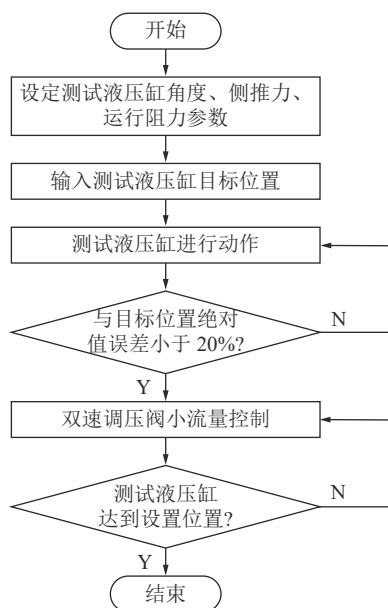 开始
设定测试液压缸角度、侧推力、
运行阻力参数
输入测试液压缸目标位置
测试液压缸进行动作
与目标位置绝对
值误差小于 20%?
N
Y
双速调压阀小流量控制
测试液压缸
达到设置位置?
N
Y
结束